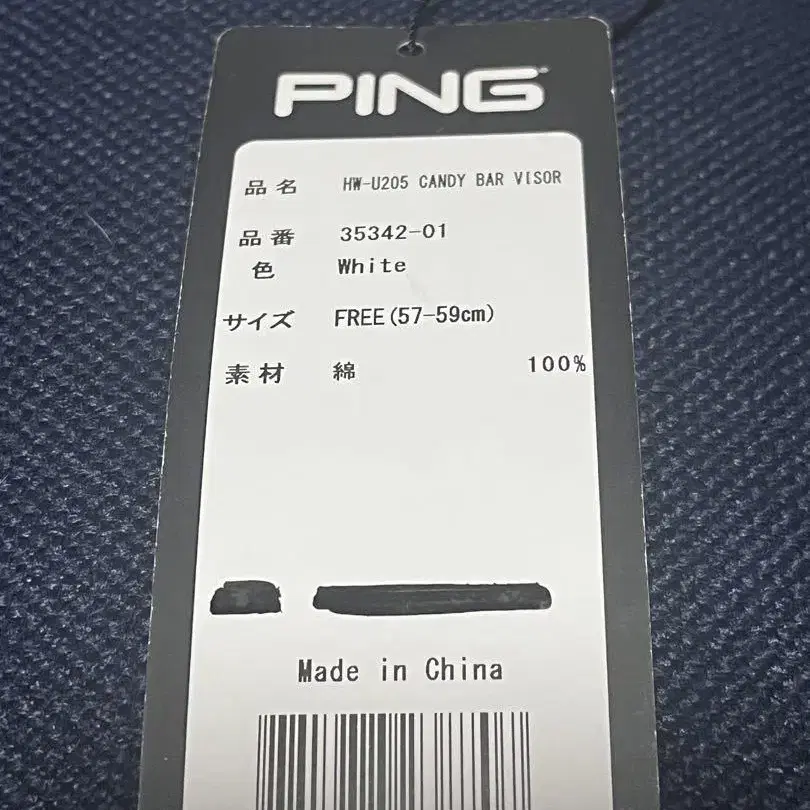 PING
品名 HW-U205 CANDY BAR VISOR
品番 35342-01
色 White
サイズ FREE(57-59cm)
素材 綿 100%
Made in China